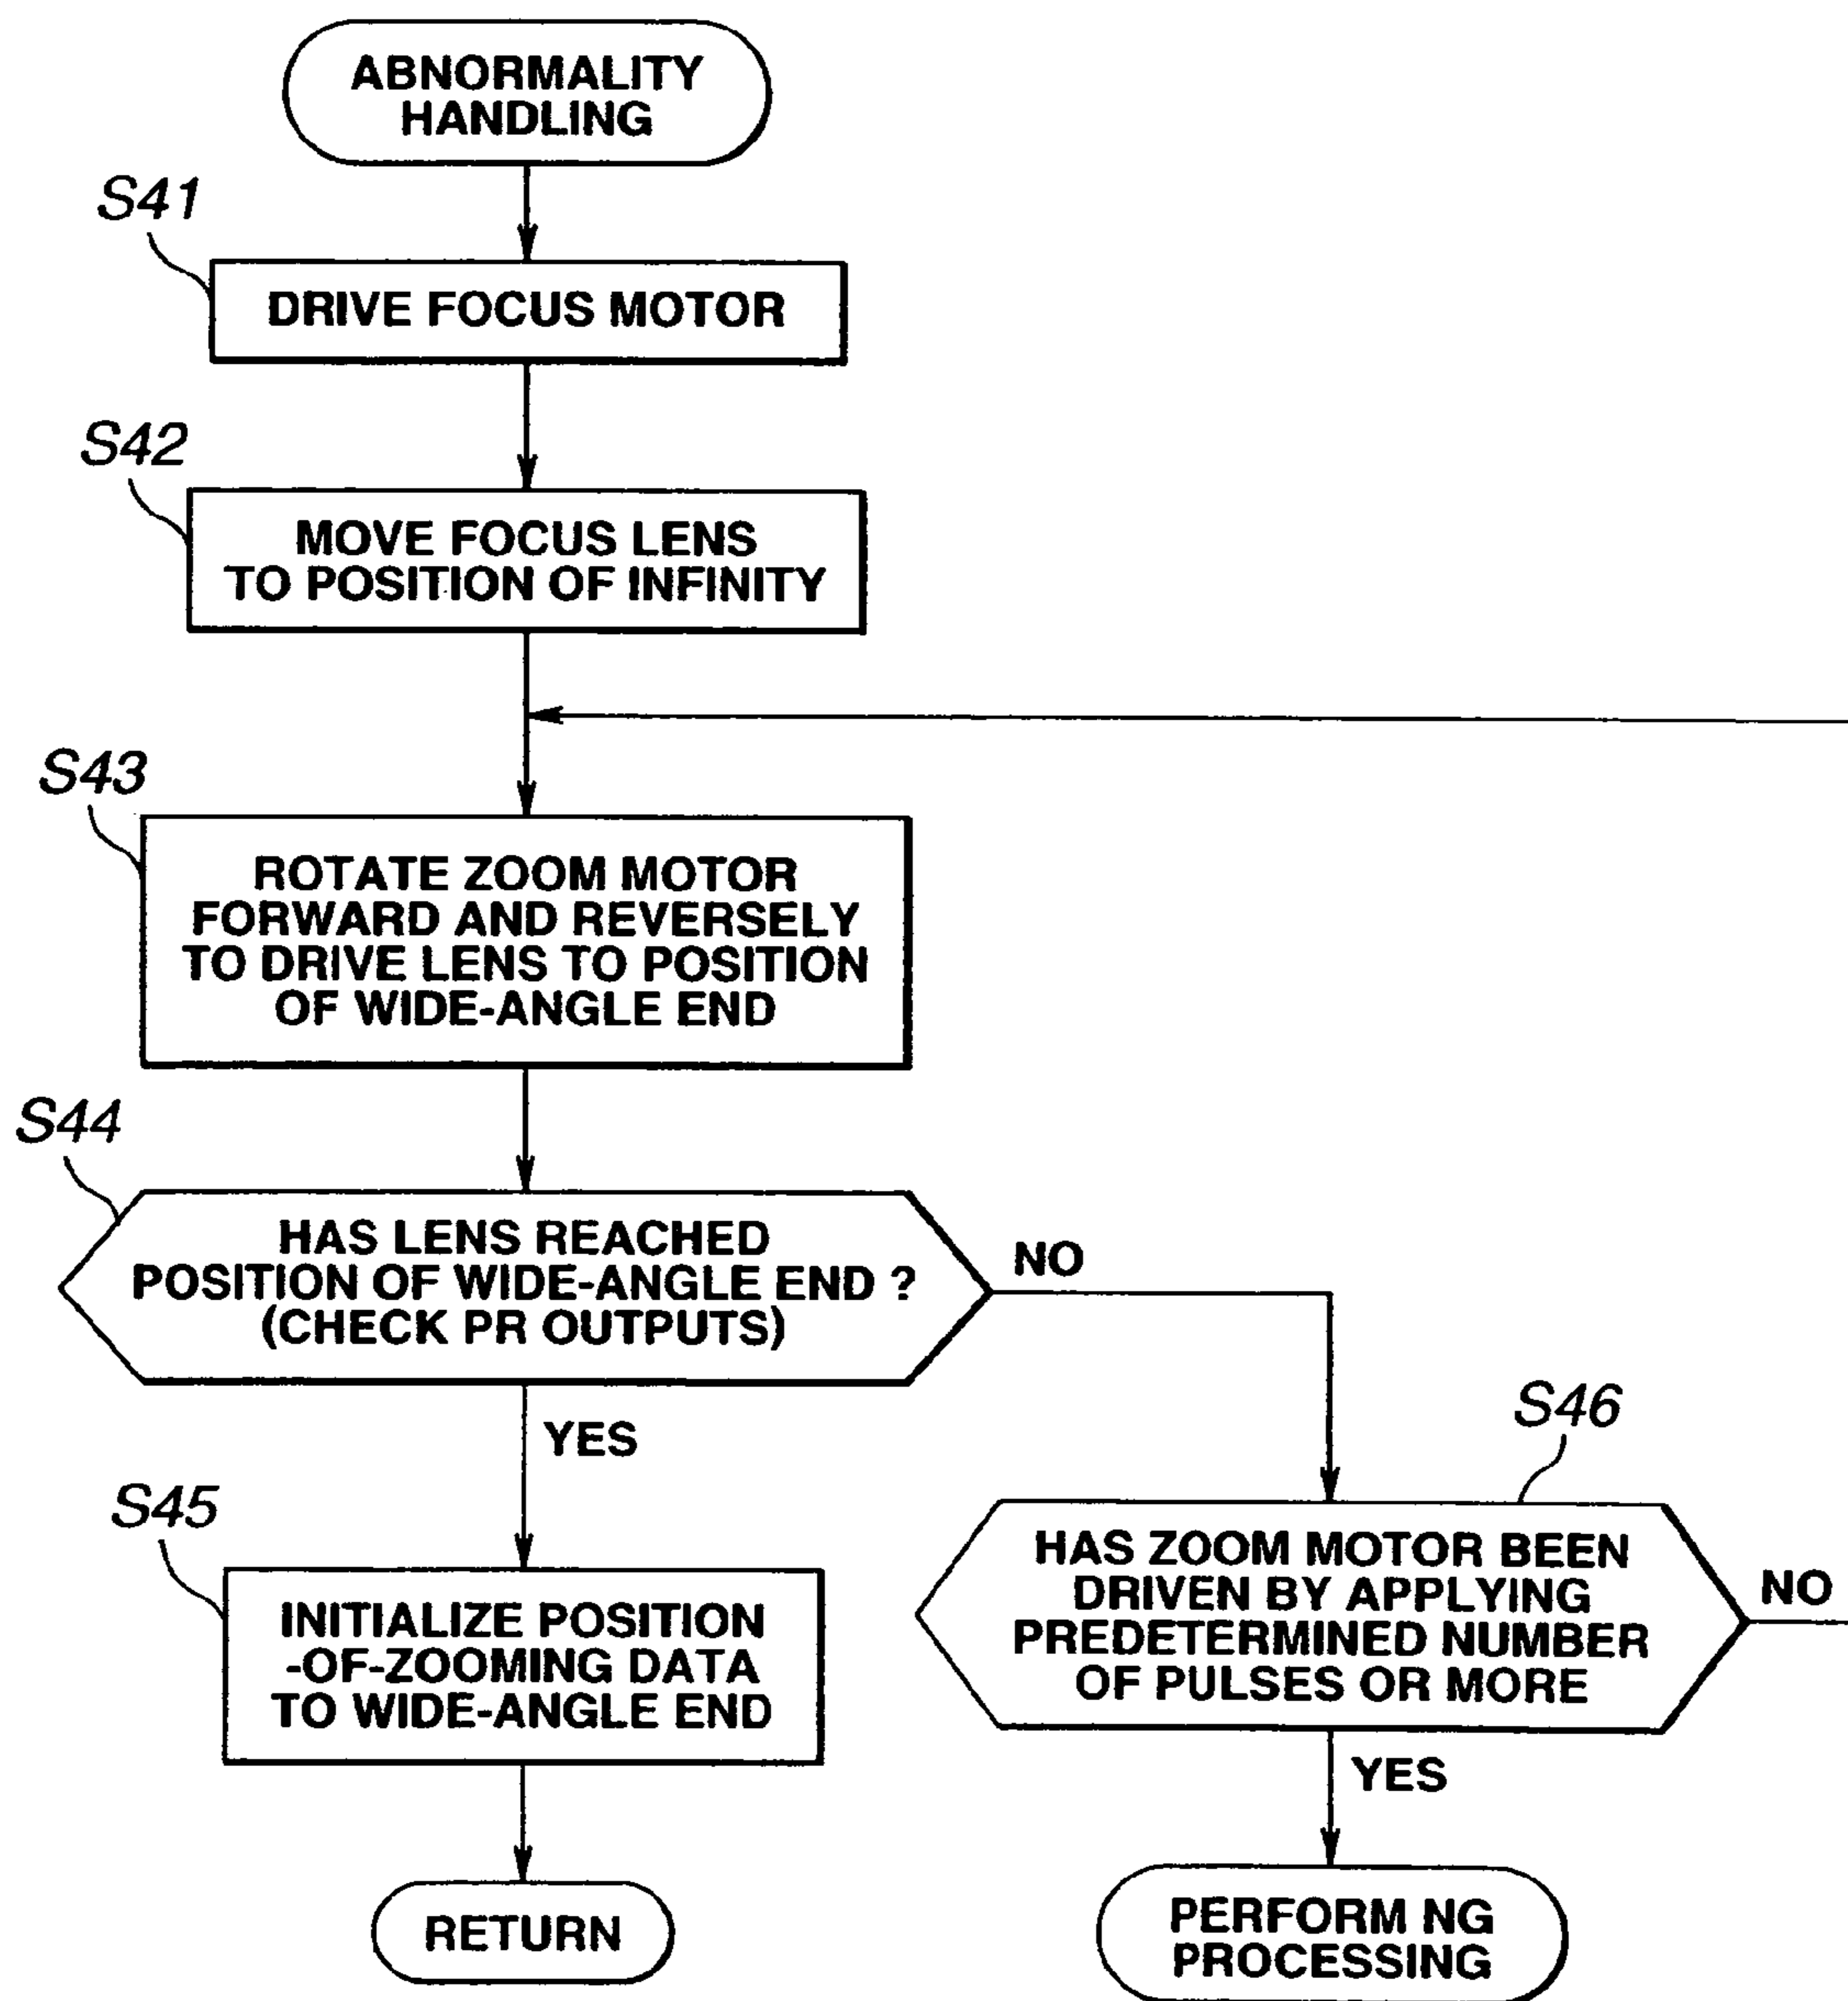 ABNORMALITY
HANDLING
S41
DRIVE FOCUS MOTOR
S42
MOVE FOCUS LENS
TO POSITION OF INFINITY
S43
ROTATE ZOOM MOTOR
FORWARD AND REVERSELY
TO DRIVE LENS TO POSITION
OF WIDE-ANGLE END
S44
HAS LENS REACHED
POSITION OF WIDE-ANGLE END ?
(CHECK PR OUTPUTS)
NO
YES
S45
INITIALIZE POSITION
-OF-ZOOMING DATA
TO WIDE-ANGLE END
RETURN
S46
HAS ZOOM MOTOR BEEN
DRIVEN BY APPLYING
PREDETERMINED NUMBER
OF PULSES OR MORE
NO
YES
PERFORM NG
PROCESSING